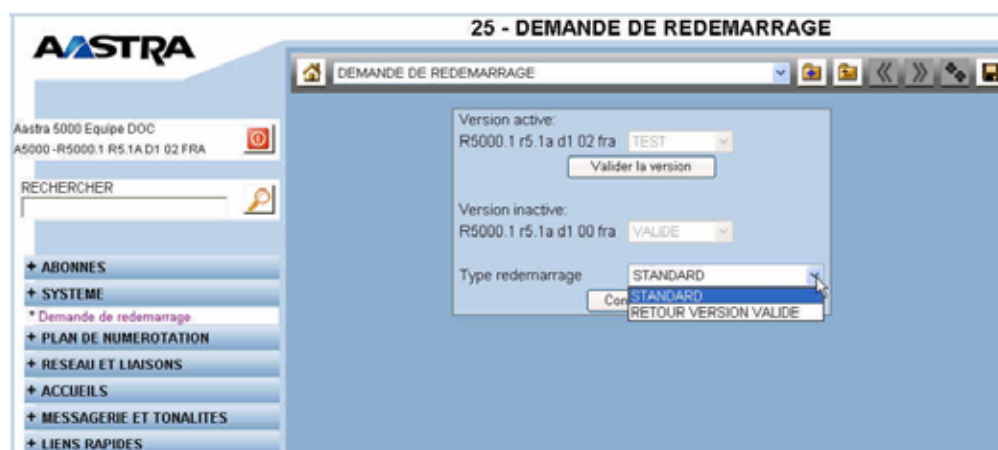 25 - DEMANDE DE REDEMARRAGE
AASTRA
DEMANDE DE REDEMARRAGE
Aastra 5000 Equipe DOC
A5000 -R5000.1 R5.1A D1 02 FRA
RECHERCHER
+ ABONNES
+ SYSTEME
* Demande de redemarrage
+ PLAN DE NUMEROTATION
+ RESEAU ET LIAISONS
+ ACCUEILS
+ MESSAGERIE ET TONALITES
+ LIENS RAPIDES
Version active:
R5000.1 r5.1a d1 02 fra TEST
Valider la version
Version inactive:
R5000.1 r5.1a d1 00 fra VALIDE
Type redemarrage STANDARD
Con
STANDARD
RETOUR VERSION VALIDE